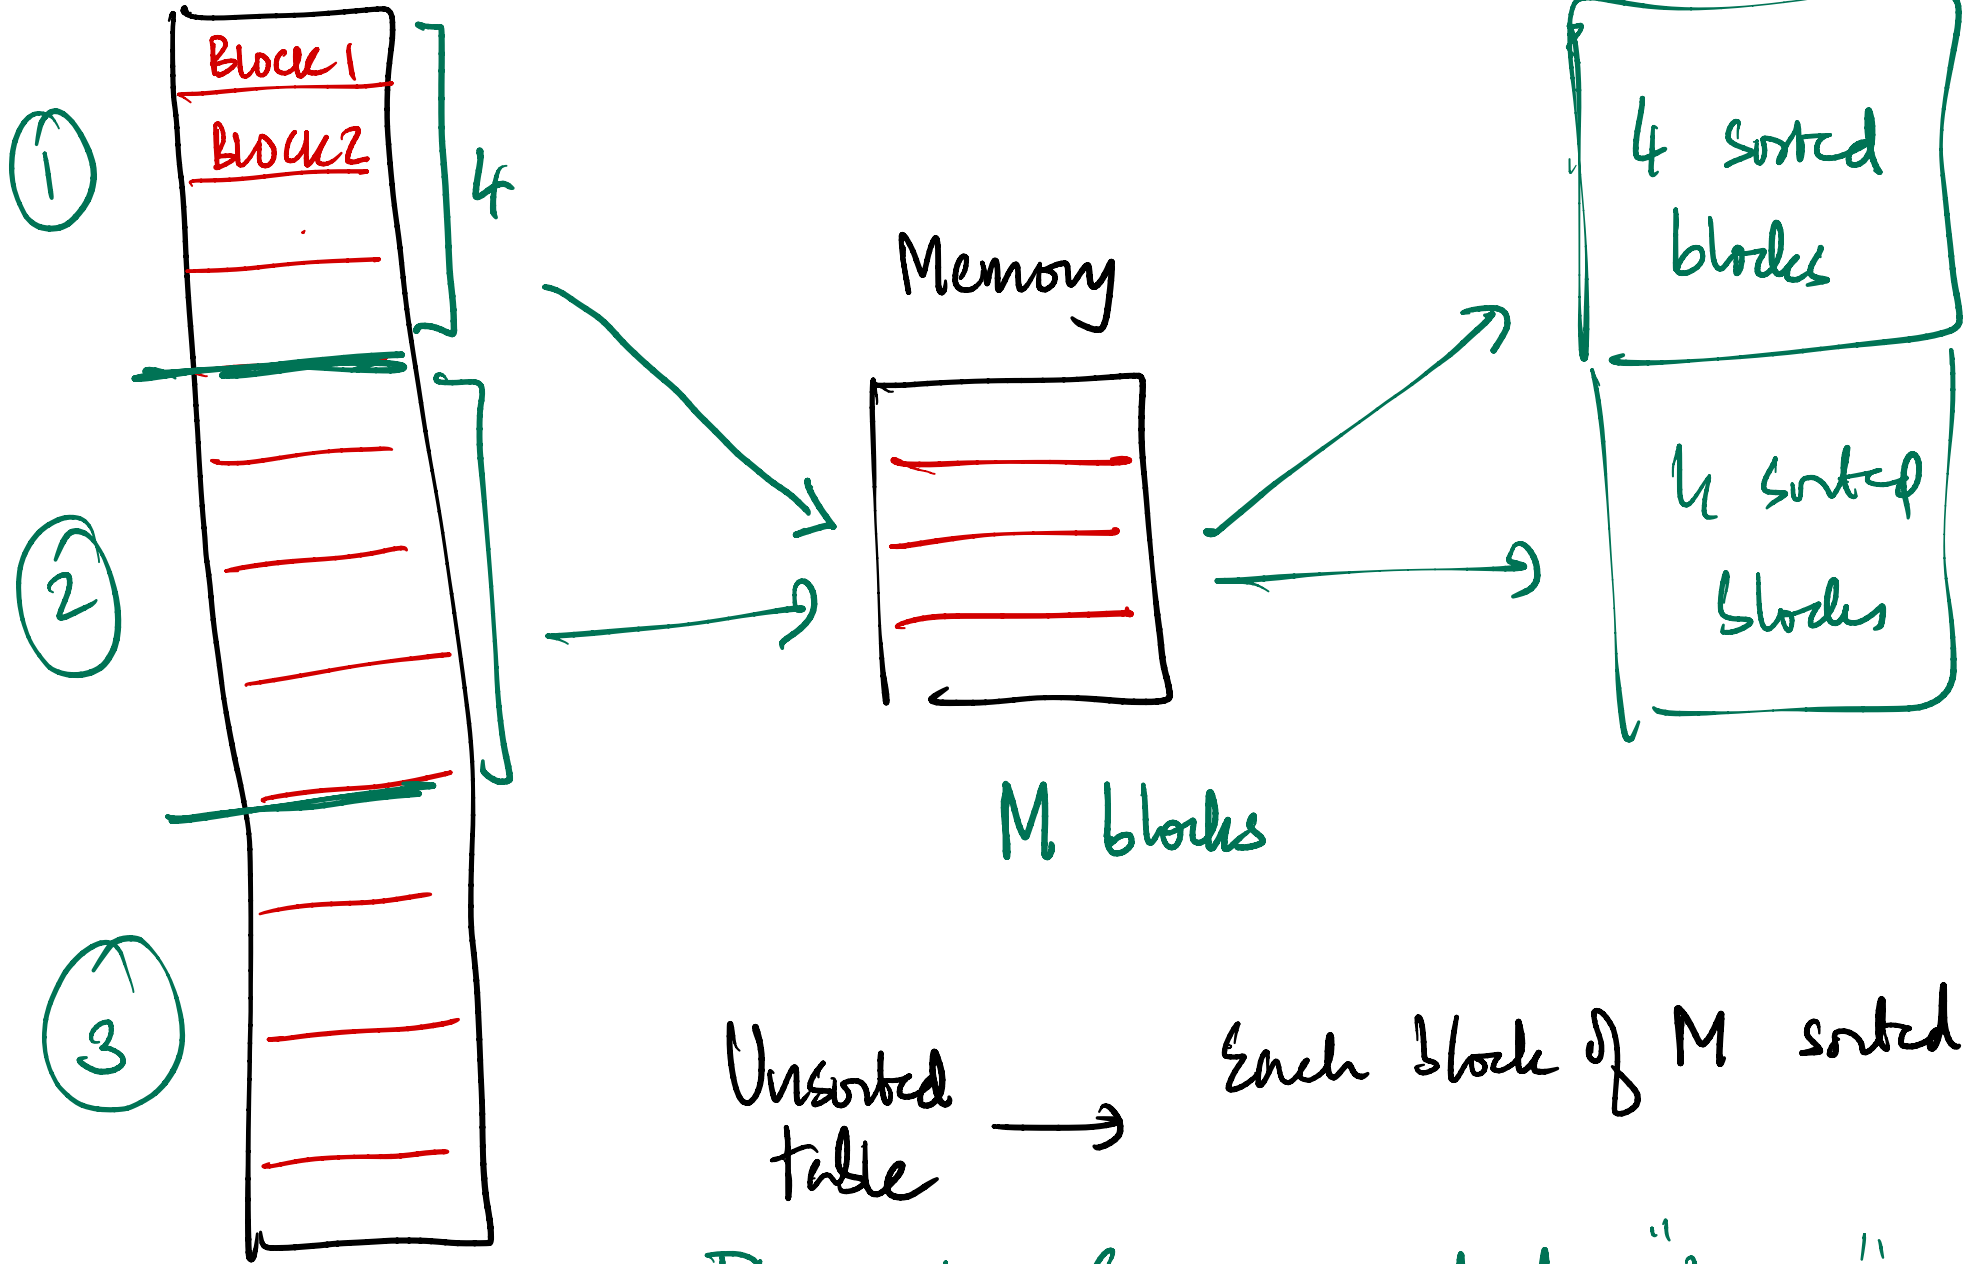 BLOCK 1
BLOCK 2
1
4
2
3
Memory
M blocks
4 sorted
blocks
4 sorted
Blocks
Unsorted
table
→
Each Block of M sorted